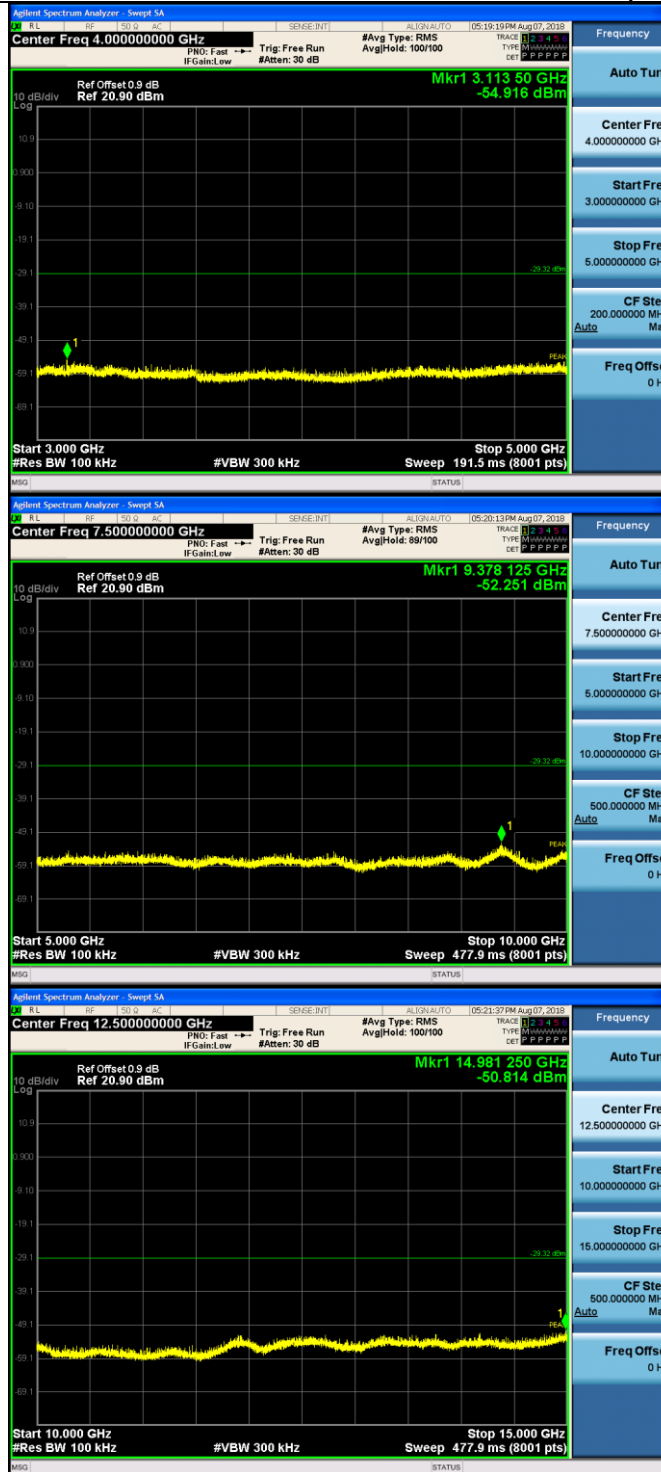 Agilent Spectrum Analyzer - Swept SA
RL RF 50 Ω AC SENSE:INT ALIGN AUTO 05:19:19 PM Aug 07, 2018
Center Freq 4.000000000 GHz #Avg Type: RMS TRACE 1 2 3 4 5 6 Frequency
PNO: Fast Trig: Free Run Avg|Hold: 100/100 TYPE M
IFGain:Low #Atten: 30 dB DET P P P P P P
Auto Tun
Mkr1 3.113 50 GHz
Ref Offset 0.9 dB
10 dB/div Ref 20.90 dBm -54.916 dBm
Log
Center Fre
10.9
4.000000000 GH
0.900
Start Fre
-9.10
3.000000000 GH
-19.1
Stop Fre
-29.1 -29.32 dBm
5.000000000 GH
-39.1
CF Ste
200.000000 MH
Auto Ma
-49.1
1
PEAK
-59.1
Freq Offse
0 H
-69.1
Start 3.000 GHz Stop 5.000 GHz
#Res BW 100 kHz #VBW 300 kHz Sweep 191.5 ms (8001 pts)
MSG STATUS
Agilent Spectrum Analyzer - Swept SA
RL RF 50 Ω AC SENSE:INT ALIGN AUTO 05:20:13 PM Aug 07, 2018
Center Freq 7.500000000 GHz #Avg Type: RMS TRACE 1 2 3 4 5 6 Frequency
PNO: Fast Trig: Free Run Avg|Hold: 89/100 TYPE M
IFGain:Low #Atten: 30 dB DET P P P P P P
Auto Tun
Mkr1 9.378 125 GHz
Ref Offset 0.9 dB
10 dB/div Ref 20.90 dBm -52.251 dBm
Log
Center Fre
10.9
7.500000000 GH
0.900
Start Fre
-9.10
5.000000000 GH
-19.1
Stop Fre
-29.1 -29.32 dBm
10.000000000 GH
-39.1
CF Ste
500.000000 MH
Auto Ma
-49.1
1
PEAK
-59.1
Freq Offse
0 H
-69.1
Start 5.000 GHz Stop 10.000 GHz
#Res BW 100 kHz #VBW 300 kHz Sweep 477.9 ms (8001 pts)
MSG STATUS
Agilent Spectrum Analyzer - Swept SA
RL RF 50 Ω AC SENSE:INT ALIGN AUTO 05:21:37 PM Aug 07, 2018
Center Freq 12.500000000 GHz #Avg Type: RMS TRACE 1 2 3 4 5 6 Frequency
PNO: Fast Trig: Free Run Avg|Hold: 100/100 TYPE M
IFGain:Low #Atten: 30 dB DET P P P P P P
Auto Tun
Mkr1 14.981 250 GHz
Ref Offset 0.9 dB
10 dB/div Ref 20.90 dBm -50.814 dBm
Log
Center Fre
10.9
12.500000000 GH
0.900
Start Fre
-9.10
10.000000000 GH
-19.1
Stop Fre
-29.1 -29.32 dBm
15.000000000 GH
-39.1
CF Ste
500.000000 MH
Auto Ma
1
-49.1 PEAK
-59.1
Freq Offse
0 H
-69.1
Start 10.000 GHz Stop 15.000 GHz
#Res BW 100 kHz #VBW 300 kHz Sweep 477.9 ms (8001 pts)
MSG STATUS